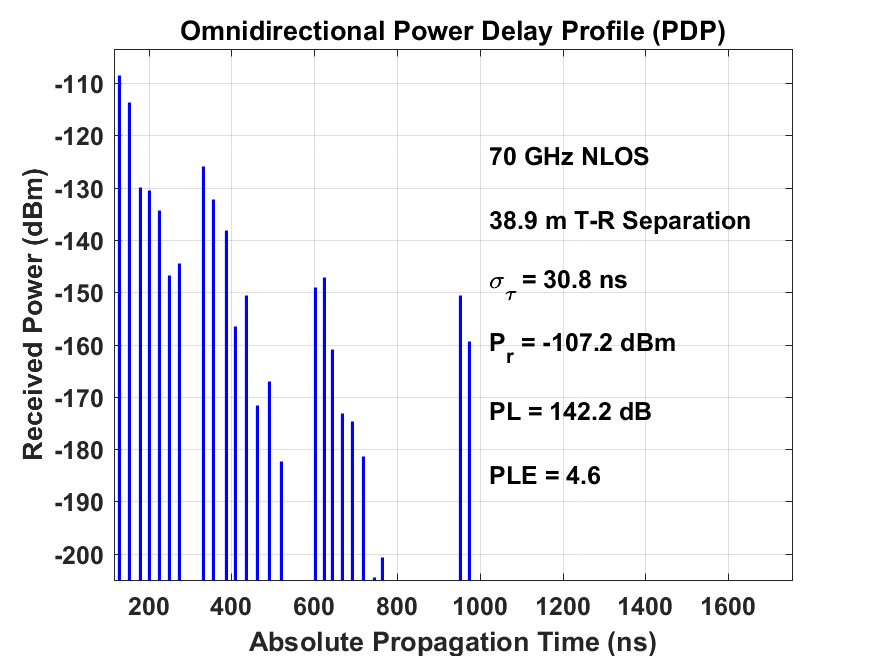 Omnidirectional Power Delay Profile (PDP)
Received Power (dBm)
-110
-120
-130
-140
-150
-160
-170
-180
-190
-200
70 GHz NLOS
38.9 m T-R Separation
σ_τ = 30.8 ns
P_r = -107.2 dBm
PL = 142.2 dB
PLE = 4.6
200 400 600 800 1000 1200 1400 1600
Absolute Propagation Time (ns)